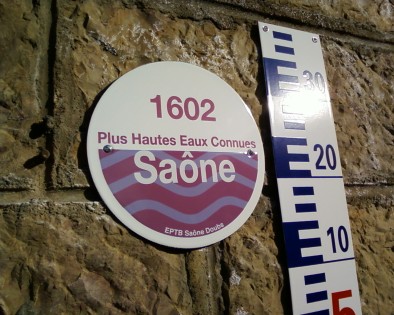 1602
Plus Hautes Eaux Connues
Saône
EPTB Saône Doubs
30
20
10
5